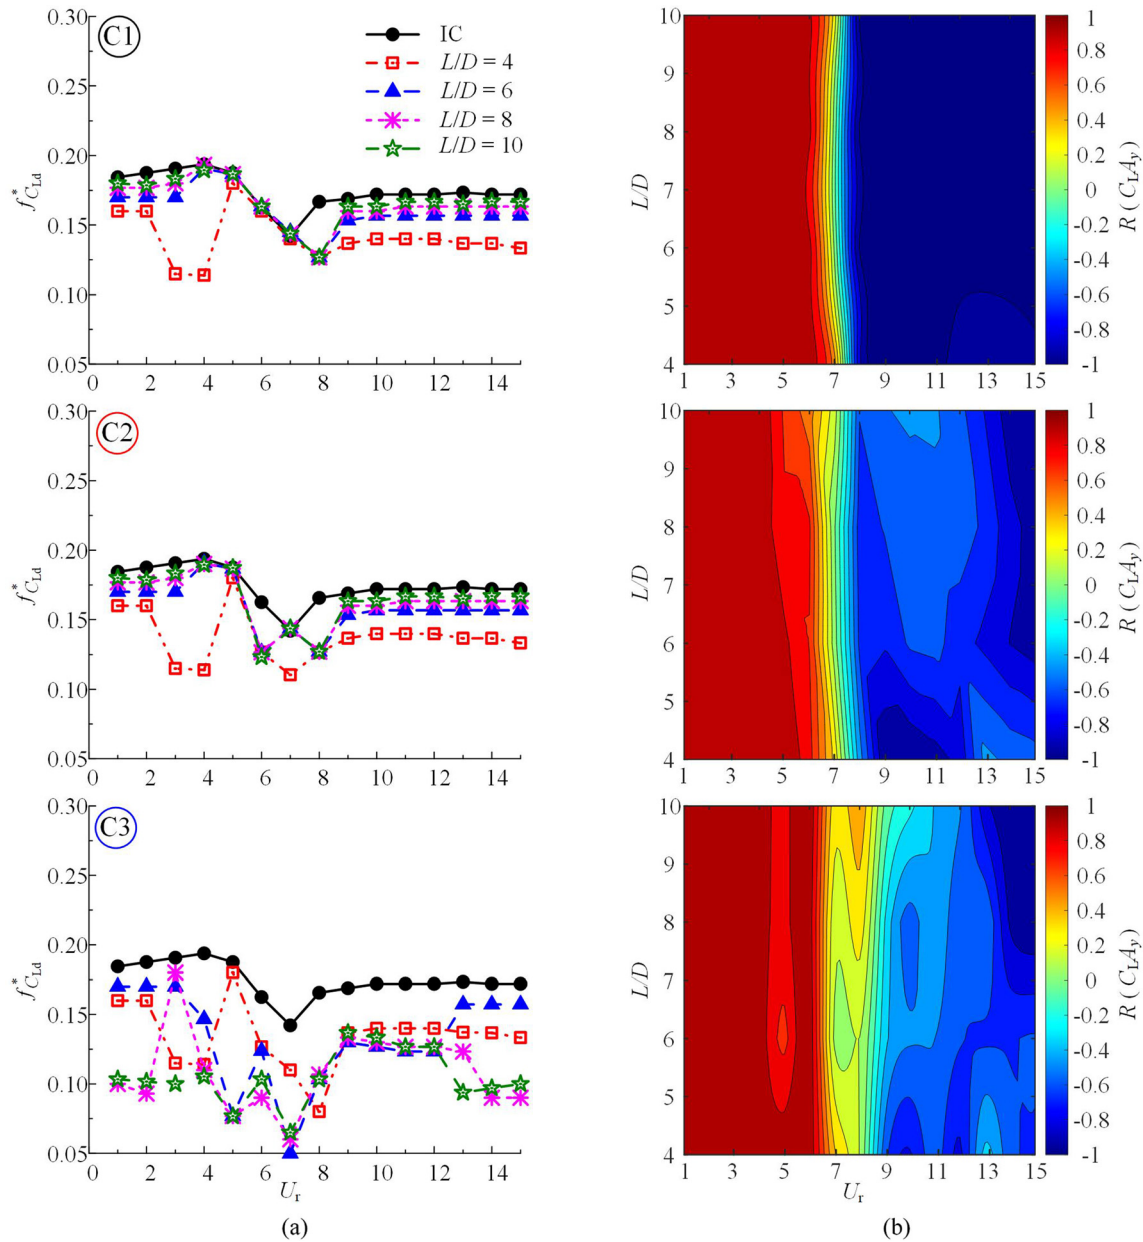 C1
0.30
0.25
0.20
0.15
0.10
0.05
f*CLd
0 2 4 6 8 10 12 14
IC
L/D = 4
L/D = 6
L/D = 8
L/D = 10
10
9
8
7
6
5
4
L/D
1 3 5 7 9 11 13 15
1
0.8
0.6
0.4
0.2
0
-0.2
-0.4
-0.6
-0.8
-1
R (CLAy)
C2
0.30
0.25
0.20
0.15
0.10
0.05
f*CLd
0 2 4 6 8 10 12 14
10
9
8
7
6
5
4
L/D
1 3 5 7 9 11 13 15
1
0.8
0.6
0.4
0.2
0
-0.2
-0.4
-0.6
-0.8
-1
R (CLAy)
C3
0.30
0.25
0.20
0.15
0.10
0.05
f*CLd
0 2 4 6 8 10 12 14
Ur
(a)
10
9
8
7
6
5
4
L/D
1 3 5 7 9 11 13 15
Ur
1
0.8
0.6
0.4
0.2
0
-0.2
-0.4
-0.6
-0.8
-1
R (CLAy)
(b)